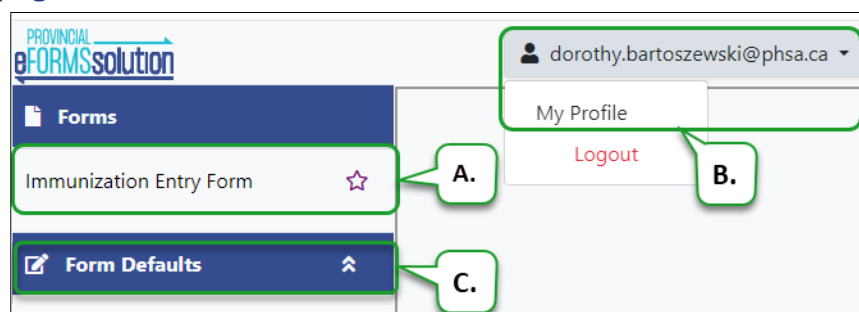 PROVINCIAL
eFORMSsolution
dorothy.bartoszewski@phsa.ca
Forms
My Profile
Logout
Immunization Entry Form
A.
B.
Form Defaults
C.